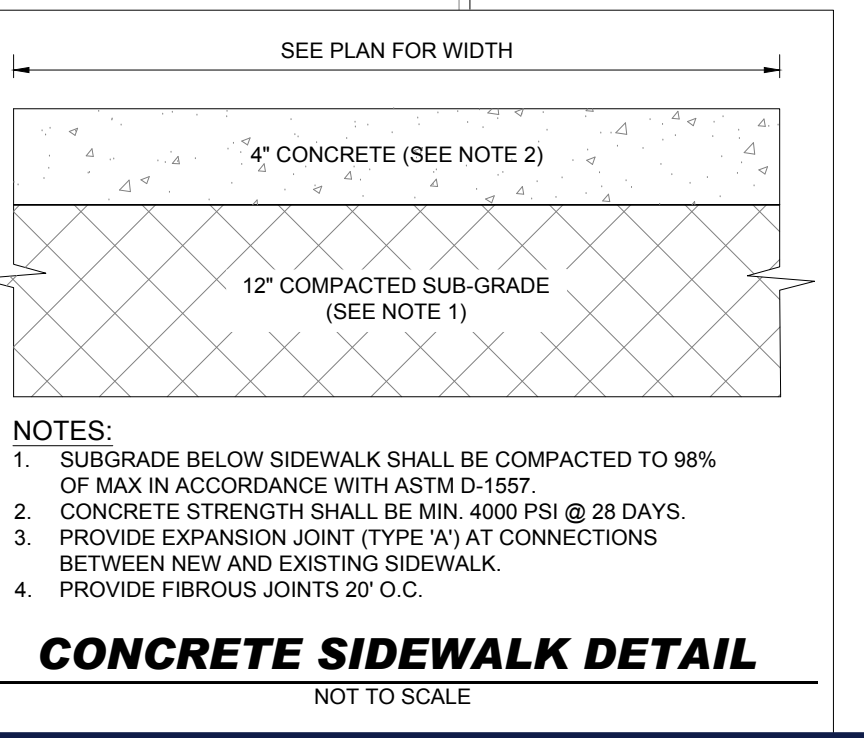 SEE PLAN FOR WIDTH
4" CONCRETE (SEE NOTE 2)
12" COMPACTED SUB-GRADE
(SEE NOTE 1)
NOTES:
1. SUBGRADE BELOW SIDEWALK SHALL BE COMPACTED TO 98%
OF MAX IN ACCORDANCE WITH ASTM D-1557.
2. CONCRETE STRENGTH SHALL BE MIN. 4000 PSI @ 28 DAYS.
3. PROVIDE EXPANSION JOINT (TYPE 'A') AT CONNECTIONS
BETWEEN NEW AND EXISTING SIDEWALK.
4. PROVIDE FIBROUS JOINTS 20' O.C.
CONCRETE SIDEWALK DETAIL
NOT TO SCALE